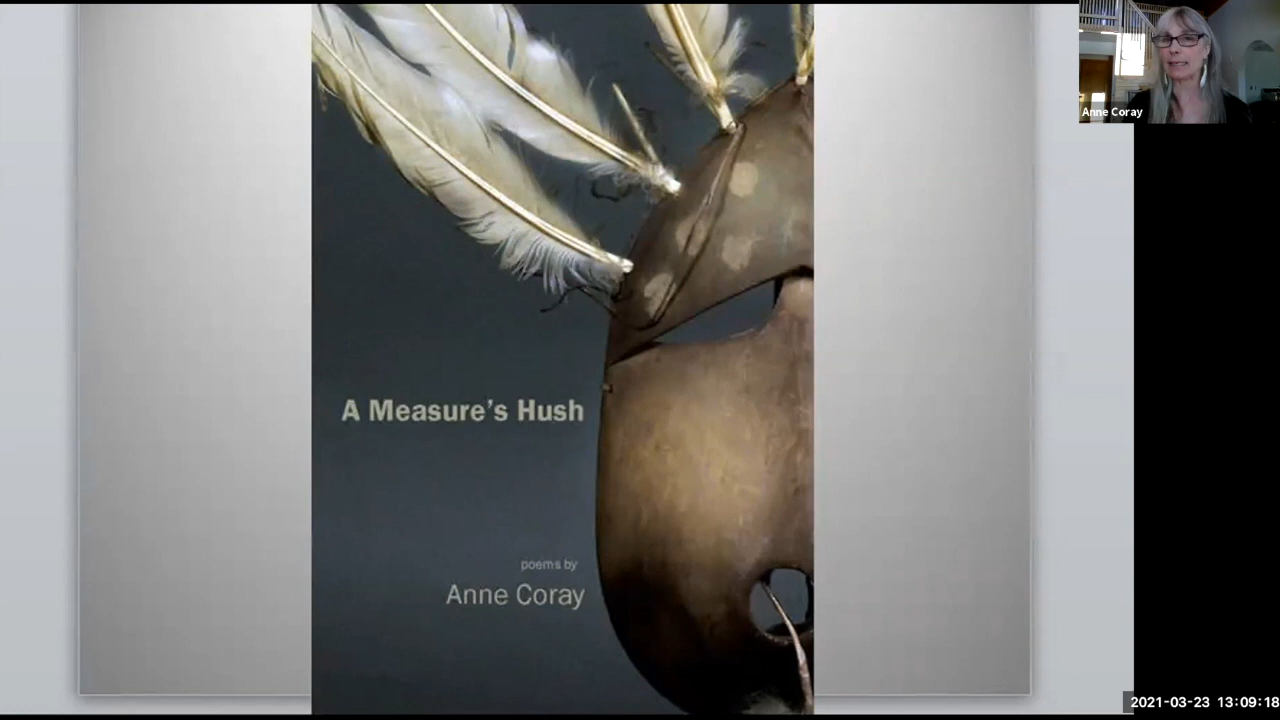 Anne Coray
A Measure's Hush
poems by
Anne Coray
2021-03-23 13:09:18